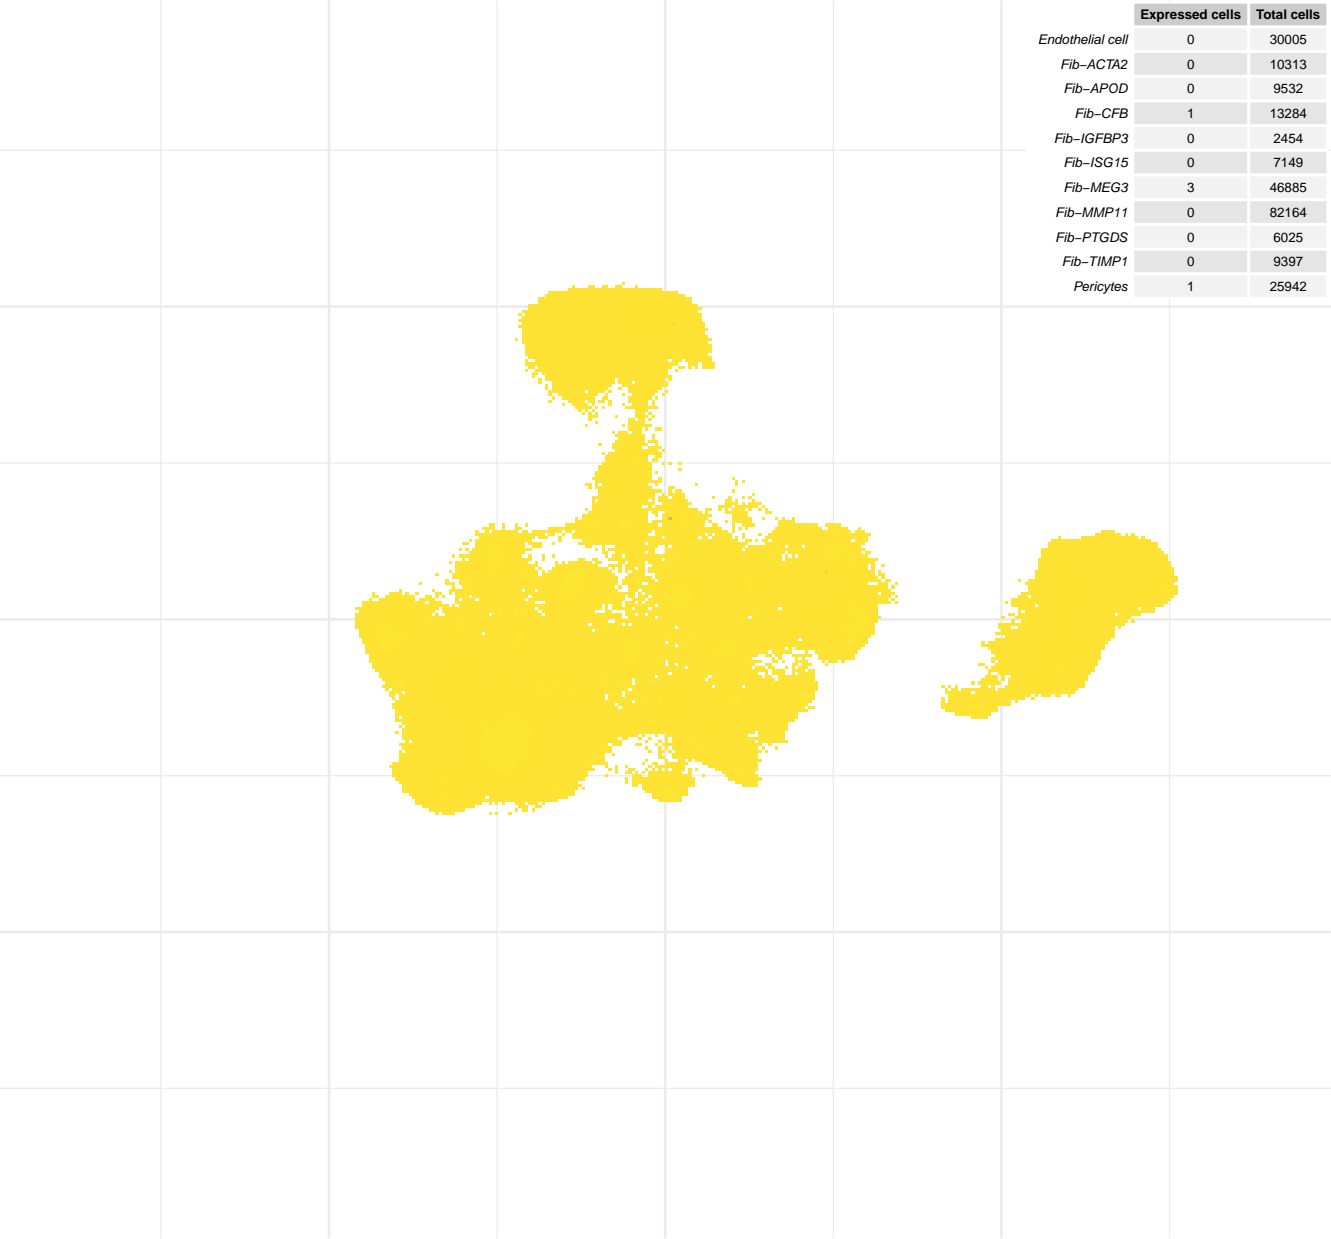 Expressed cells Total cells
Endothelial cell 0 30005
Fib−ACTA2 0 10313
Fib−APOD 0 9532
Fib−CFB 1 13284
Fib−IGFBP3 0 2454
Fib−ISG15 0 7149
Fib−MEG3 3 46885
Fib−MMP11 0 82164
Fib−PTGDS 0 6025
Fib−TIMP1 0 9397
Pericytes 1 25942